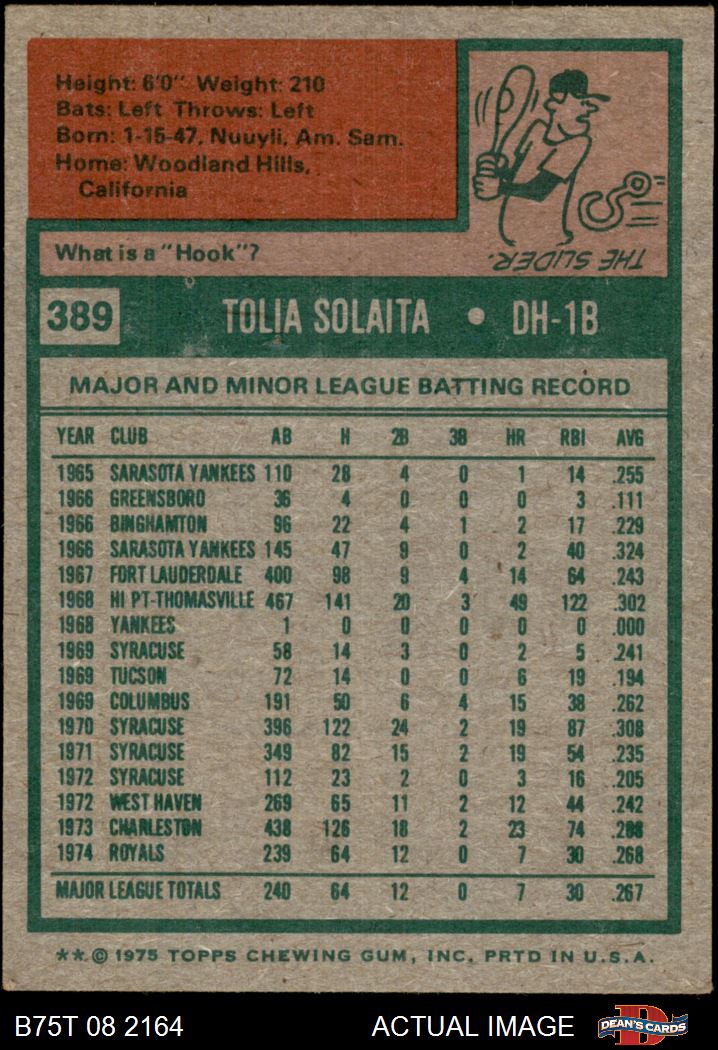 Height: 6'0" Weight: 210
Bats: Left Throws: Left
Born: 1-15-47, Nuuyli, Am. Sam.
Home: Woodland Hills,
California
What is a "Hook"?
THE SLIDER.
389 TOLIA SOLAITA • DH-1B
MAJOR AND MINOR LEAGUE BATTING RECORD
YEAR CLUB AB H 2B 3B HR RBI AVG
1965 SARASOTA YANKEES 110 28 4 0 1 14 .255
1966 GREENSBORO 36 4 0 0 0 3 .111
1966 BINGHAMTON 96 22 4 1 2 17 .229
1966 SARASOTA YANKEES 145 47 9 0 2 40 .324
1967 FORT LAUDERDALE 400 98 9 4 14 64 .243
1968 HI PT-THOMASVILLE 467 141 20 3 49 122 .302
1968 YANKEES 1 0 0 0 0 0 .000
1969 SYRACUSE 58 14 3 0 2 5 .241
1969 TUCSON 72 14 0 0 6 19 .194
1969 COLUMBUS 191 50 6 4 15 38 .262
1970 SYRACUSE 396 122 24 2 19 87 .308
1971 SYRACUSE 349 82 15 2 19 54 .235
1972 SYRACUSE 112 23 2 0 3 16 .205
1972 WEST HAVEN 269 65 11 2 12 44 .242
1973 CHARLESTON 438 126 18 2 23 74
1974 ROYALS 239 64 12 0 7 30 .268
MAJOR LEAGUE TOTALS 240 64 12 0 7 30 .267
** © 1975 TOPPS CHEWING GUM, INC. PRTD IN U.S.A.
B75T 08 2164 ACTUAL IMAGE DEAN'S CARDS